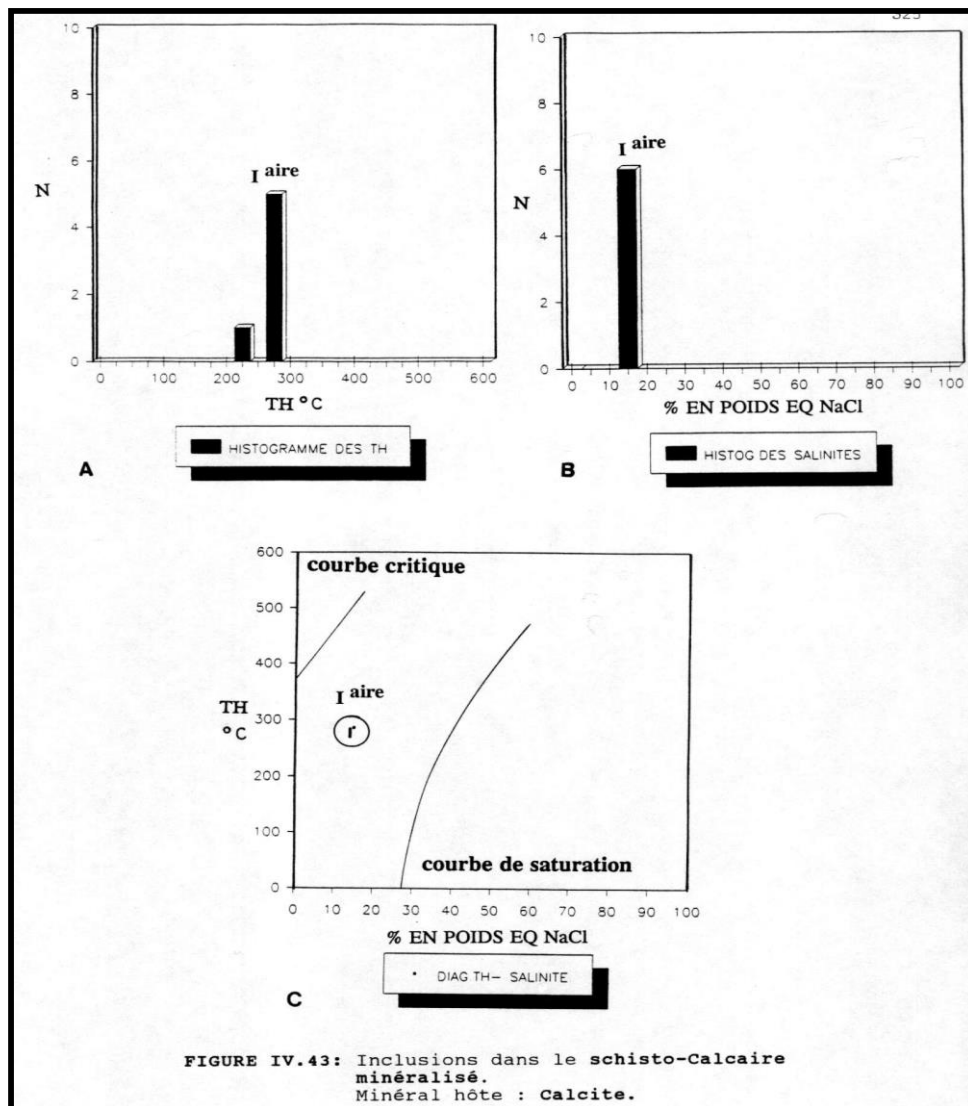 10
8
6
4
2
0
N
I aire
0 100 200 300 400 500 600
TH °C
HISTOGRAMME DES TH
A
10
8
6
4
2
0
N
I aire
0 10 20 30 40 50 60 70 80 90 100
% EN POIDS EQ NaCl
HISTOG DES SALINITES
B
600
500
400
300
200
100
0
TH
°C
courbe critique
I aire
r
courbe de saturation
0 10 20 30 40 50 60 70 80 90 100
% EN POIDS EQ NaCl
DIAG TH- SALINITE
C
FIGURE IV.43: Inclusions dans le schisto-Calcaire
minéralisé.
Minéral hôte : Calcite.